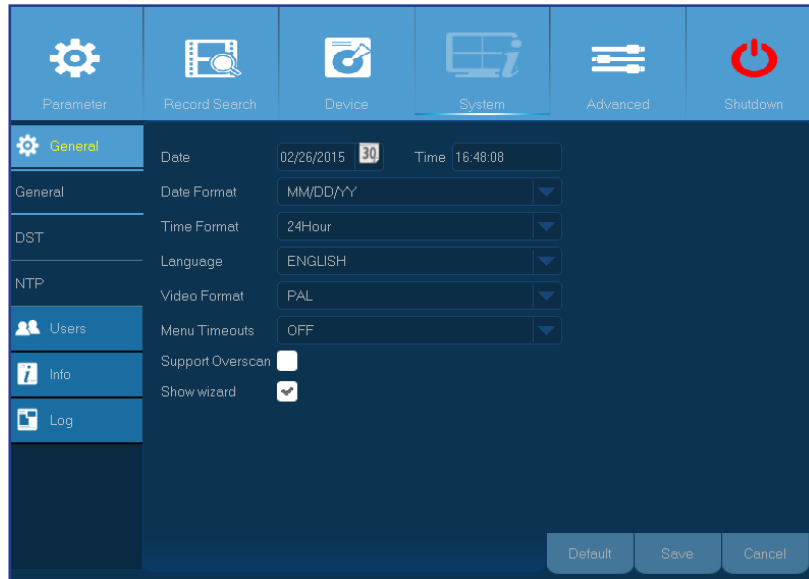 Parameter Record Search Device System Advanced Shutdown
General
General
DST
NTP
Users
Info
Log
Date 02/26/2015 30 Time 16:48:08
Date Format MM/DD/YY
Time Format 24Hour
Language ENGLISH
Video Format PAL
Menu Timeouts OFF
Support Overscan
Show wizard
Default Save Cancel